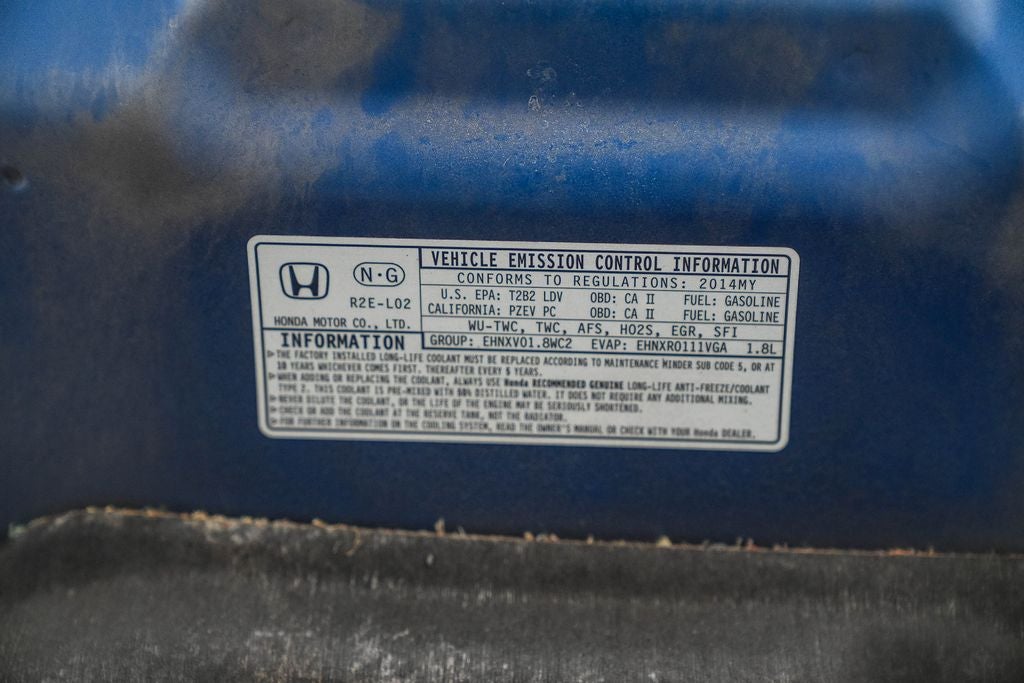 N·G
R2E-L02
HONDA MOTOR CO., LTD.
VEHICLE EMISSION CONTROL INFORMATION
CONFORMS TO REGULATIONS: 2014MY
U.S. EPA: T2B2 LDV OBD: CA II FUEL: GASOLINE
CALIFORNIA: PZEV PC OBD: CA II FUEL: GASOLINE
WU-TWC, TWC, AFS, HO2S, EGR, SFI
GROUP: EHNXV01.8WC2 EVAP: EHNXR0111VGA 1.8L
INFORMATION
THE FACTORY INSTALLED LONG-LIFE COOLANT MUST BE REPLACED ACCORDING TO MAINTENANCE MINDER SUB CODE 5, OR AT
10 YEARS WHICHEVER COMES FIRST. THEREAFTER EVERY 5 YEARS.
WHEN ADDING OR REPLACING THE COOLANT, ALWAYS USE Honda RECOMMENDED GENUINE LONG-LIFE ANTI-FREEZE/COOLANT
TYPE 2. THIS COOLANT IS PRE-MIXED WITH 50% DISTILLED WATER. IT DOES NOT REQUIRE ANY ADDITIONAL MIXING.
NEVER DILUTE THE COOLANT, OR THE LIFE OF THE ENGINE MAY BE SERIOUSLY SHORTENED.
CHECK OR ADD THE COOLANT AT THE RESERVE TANK, NOT THE RADIATOR.
FOR FURTHER INFORMATION OR THE COOLING SYSTEM, READ THE OWNER'S MANUAL OR CHECK WITH YOUR Honda DEALER.